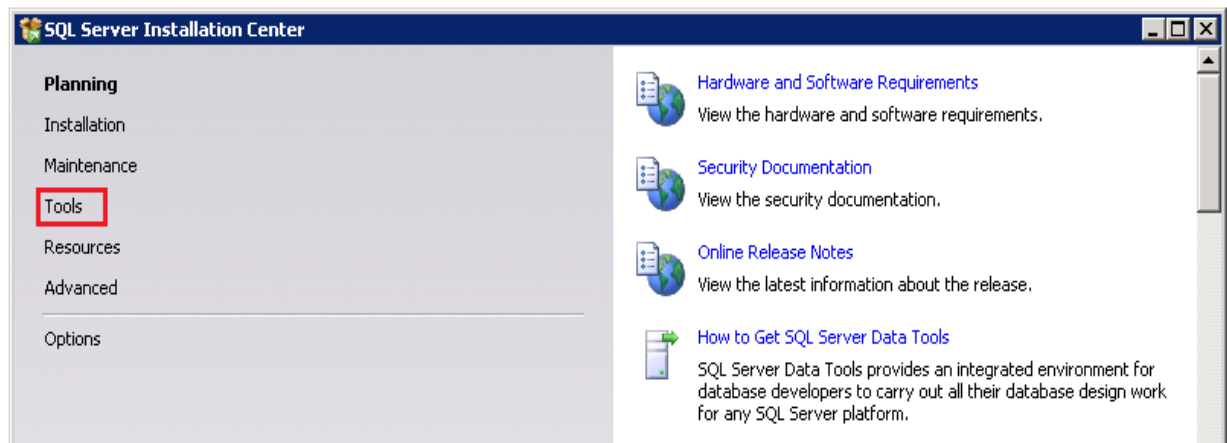 SQL Server Installation Center
Planning
Installation
Maintenance
Tools
Resources
Advanced
Options
Hardware and Software Requirements
View the hardware and software requirements.
Security Documentation
View the security documentation.
Online Release Notes
View the latest information about the release.
How to Get SQL Server Data Tools
SQL Server Data Tools provides an integrated environment for
database developers to carry out all their database design work
for any SQL Server platform.